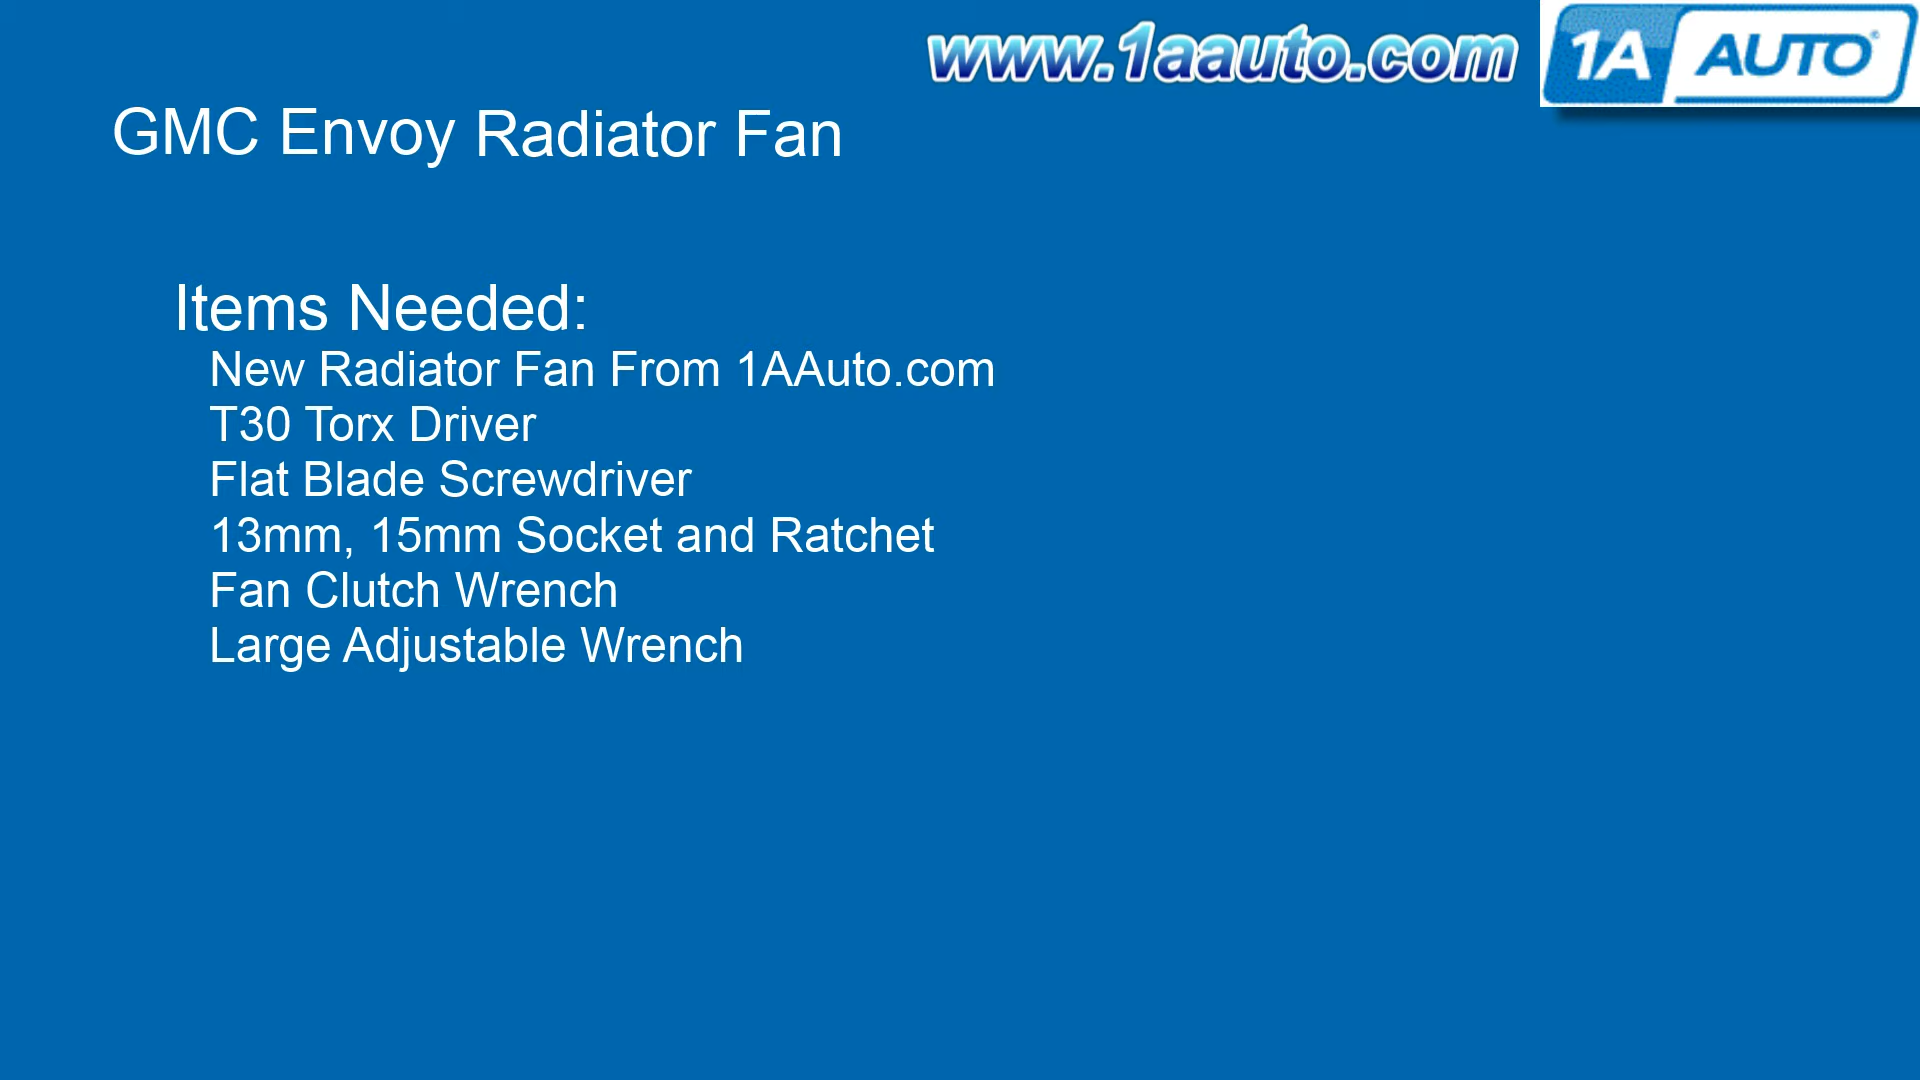 www.1aauto.com
1A AUTO
GMC Envoy Radiator Fan
Items Needed:
New Radiator Fan From 1AAuto.com
T30 Torx Driver
Flat Blade Screwdriver
13mm, 15mm Socket and Ratchet
Fan Clutch Wrench
Large Adjustable Wrench